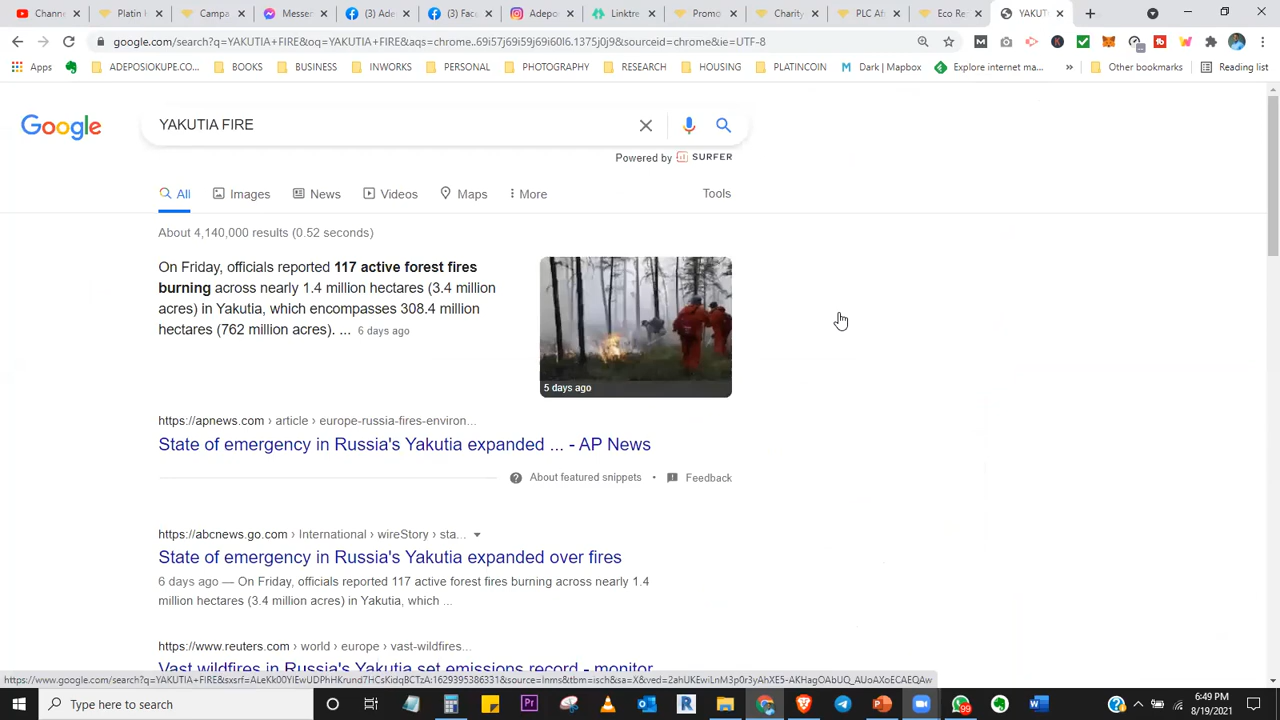 Channe
Platin I
Campa
Messer
(3) Ade
(3) Fac
Adepos
Linktre
Promo
Charity
PLC Af
Eco Re
YAKUT
google.com/search?q=YAKUTIA+FIRE&oq=YAKUTIA+FIRE&aqs=chrome..69i57j69i59j69i60l6.1375j0j9&sourceid=chrome&ie=UTF-8
Apps ADEPOSIOKUPE.CO... BOOKS BUSINESS INWORKS PERSONAL PHOTOGRAPHY RESEARCH HOUSING PLATINCOIN Dark | Mapbox Explore internet ma... » Other bookmarks Reading list
Google YAKUTIA FIRE
Powered by SURFER
All Images News Videos Maps More Tools
About 4,140,000 results (0.52 seconds)
On Friday, officials reported 117 active forest fires
burning across nearly 1.4 million hectares (3.4 million
acres) in Yakutia, which encompasses 308.4 million
hectares (762 million acres). ... 6 days ago
5 days ago
https://apnews.com › article › europe-russia-fires-environ...
State of emergency in Russia's Yakutia expanded ... - AP News
About featured snippets • Feedback
https://abcnews.go.com › International › wireStory › sta...
State of emergency in Russia's Yakutia expanded over fires
6 days ago — On Friday, officials reported 117 active forest fires burning across nearly 1.4
million hectares (3.4 million acres) in Yakutia, which ...
https://www.reuters.com › world › europe › vast-wildfires...
Vast wildfires in Russia's Yakutia set emissions record - monitor
Type here to search
6:49 PM
8/19/2021